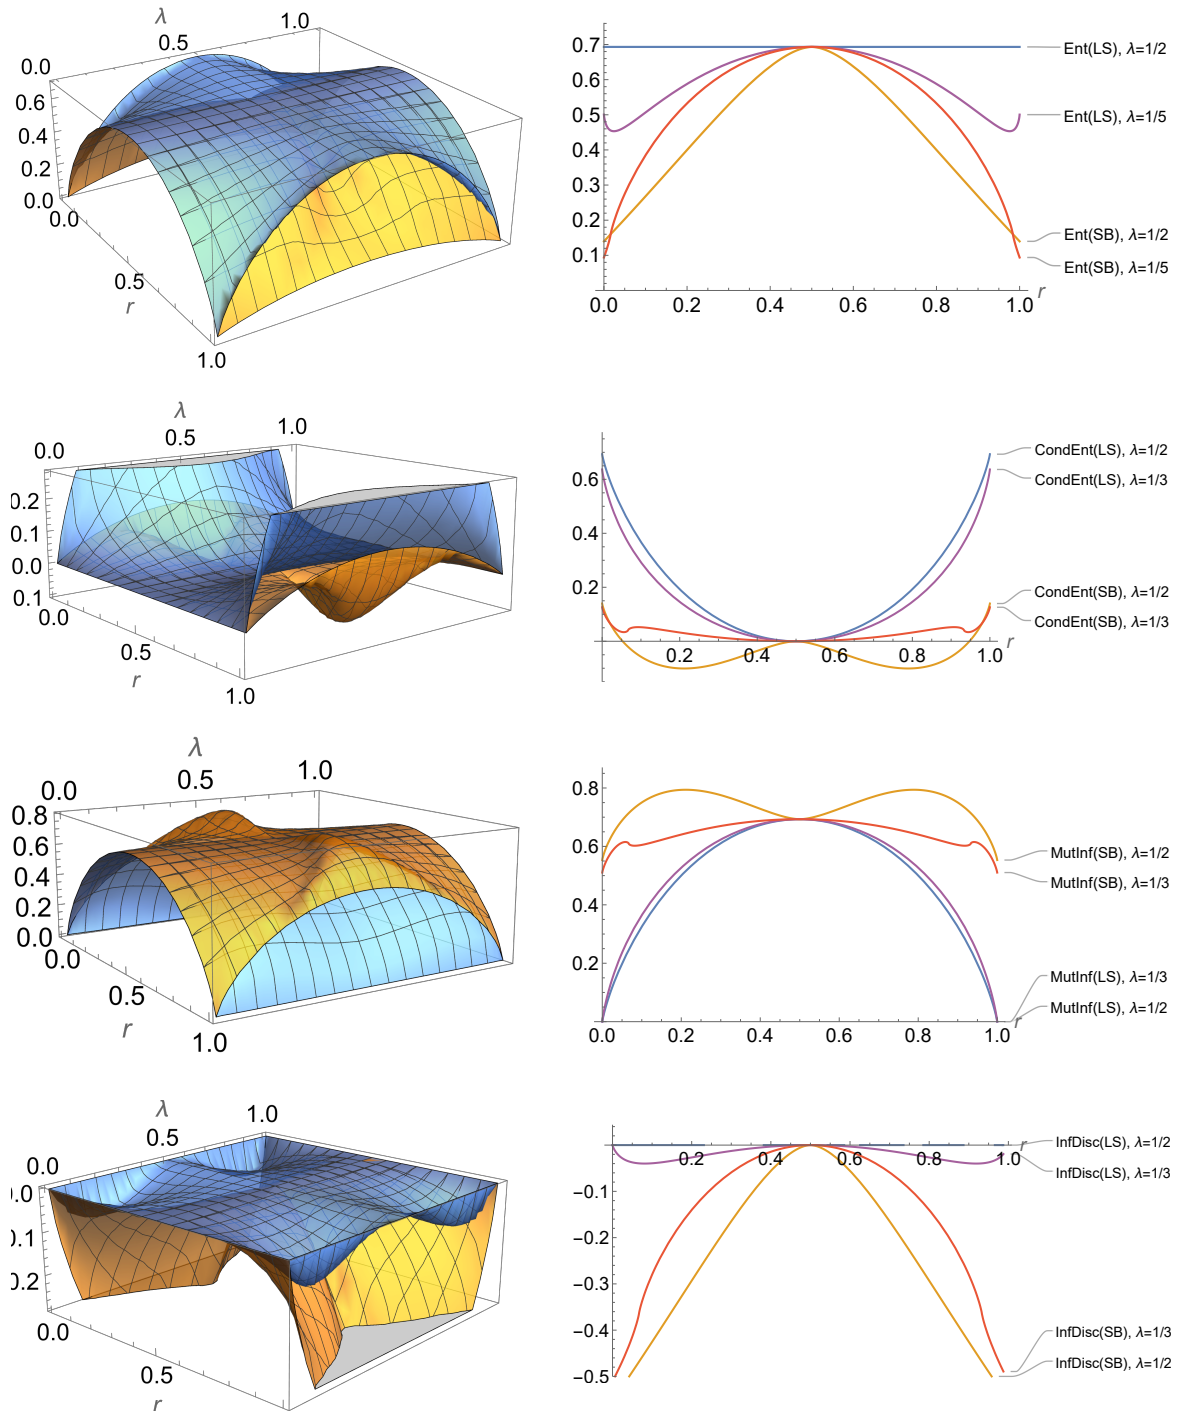 λ
1.0
0.5
0.0
0.6
0.4
0.2
0.0
0.0
0.5
r
1.0
0.7
0.6
0.5
0.4
0.3
0.2
0.1
0.0 0.2 0.4 0.6 0.8 1.0
r
Ent(LS), λ=1/2
Ent(LS), λ=1/5
Ent(SB), λ=1/2
Ent(SB), λ=1/5
λ
1.0
0.5
0.0
0.2
0.1
0.0
0.1
0.0
0.5
r
1.0
0.6
0.4
0.2
0.2 0.4 0.6 0.8 1.0
r
CondEnt(LS), λ=1/2
CondEnt(LS), λ=1/3
CondEnt(SB), λ=1/2
CondEnt(SB), λ=1/3
λ
1.0
0.5
0.0
0.8
0.6
0.4
0.2
0.0
0.0
0.5
r
1.0
0.8
0.6
0.4
0.2
0.0 0.2 0.4 0.6 0.8 1.0
r
MutInf(SB), λ=1/2
MutInf(SB), λ=1/3
MutInf(LS), λ=1/3
MutInf(LS), λ=1/2
λ
1.0
0.5
0.0
0.0
0.1
0.2
0.0
0.5
r
0.2 0.4 0.6 0.8 1.0
r
−0.1
−0.2
−0.3
−0.4
−0.5
InfDisc(LS), λ=1/2
InfDisc(LS), λ=1/3
InfDisc(SB), λ=1/3
InfDisc(SB), λ=1/2